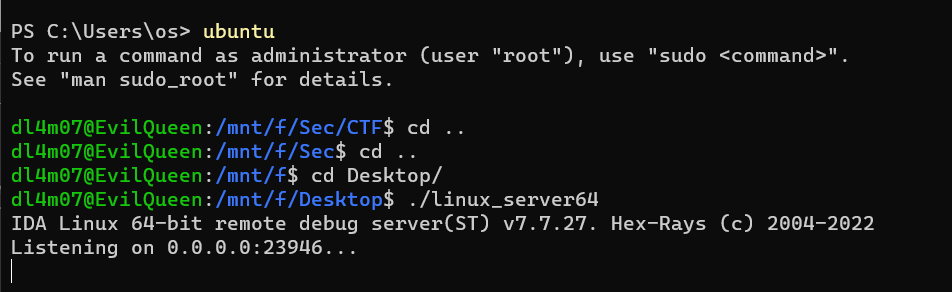 PS C:\Users\os> ubuntu
To run a command as administrator (user "root"), use "sudo <command>".
See "man sudo_root" for details.
dl4m07@EvilQueen:/mnt/f/Sec/CTF$ cd ..
dl4m07@EvilQueen:/mnt/f/Sec$ cd ..
dl4m07@EvilQueen:/mnt/f$ cd Desktop/
dl4m07@EvilQueen:/mnt/f/Desktop$ ./linux_server64
IDA Linux 64-bit remote debug server(ST) v7.7.27. Hex-Rays (c) 2004-2022
Listening on 0.0.0.0:23946...